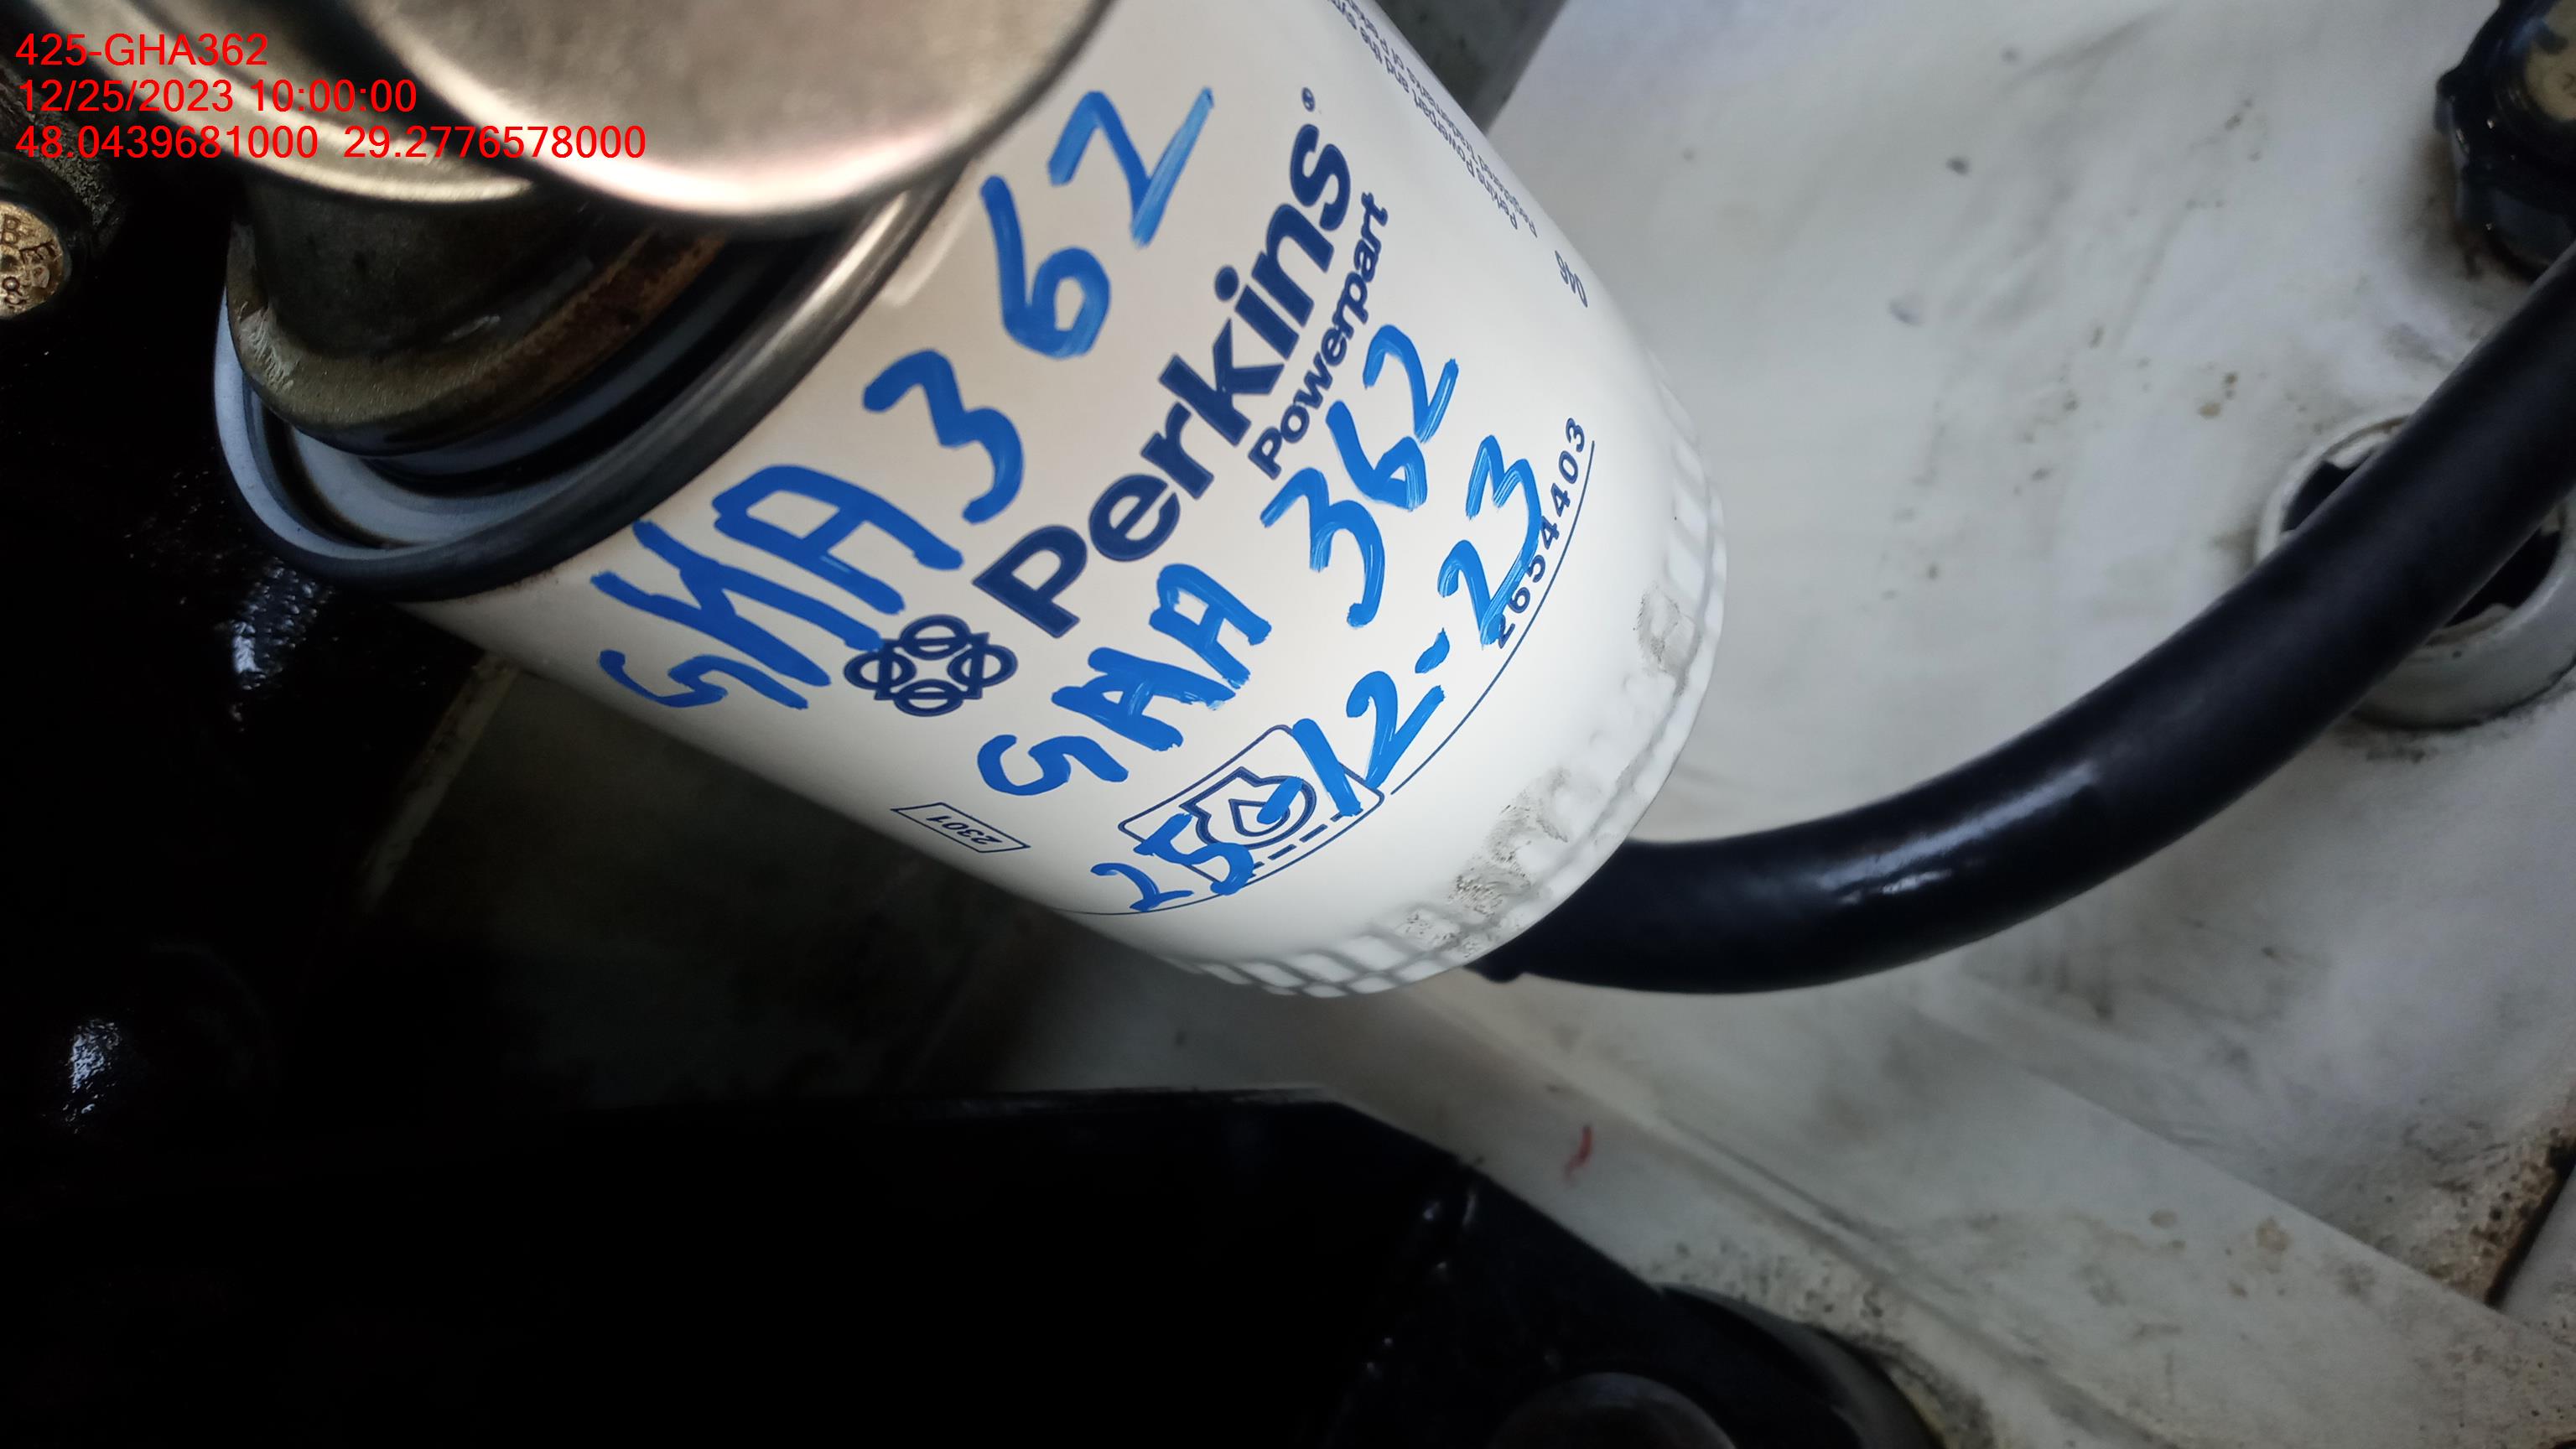 425-GHA362
12/25/2023 10:00:00
48.0439681000 29.2776578000
GHA362
Perkins®
Powerpart
GHA 362
25-12-23
2654403
2301
046